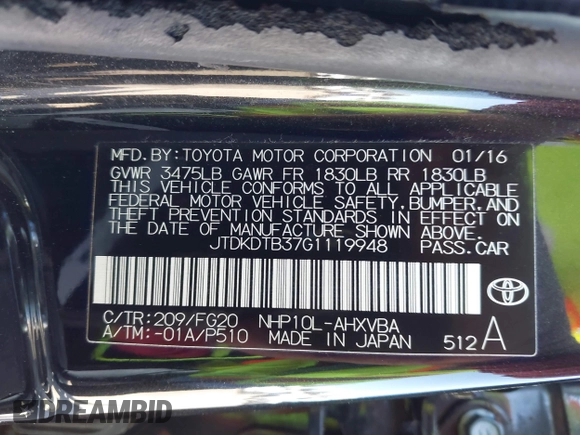 MFD.BY:TOYOTA MOTOR CORPORATION 01/16
GVWR 3475LB GAWR FR 1830LB RR 1830LB
THIS VEHICLE CONFORMS TO ALL APPLICABLE
FEDERAL MOTOR VEHICLE SAFETY,BUMPER,AND
THEFT PREVENTION STANDARDS IN EFFECT ON
THE DATE OF MANUFACTURE SHOWN ABOVE.
JTDKDTB37G1119948 PASS.CAR
C/TR:209/FG20 NHP10L-AHXVBA
A/TM:-01A/P510 MADE IN JAPAN 512A
DREAMBID